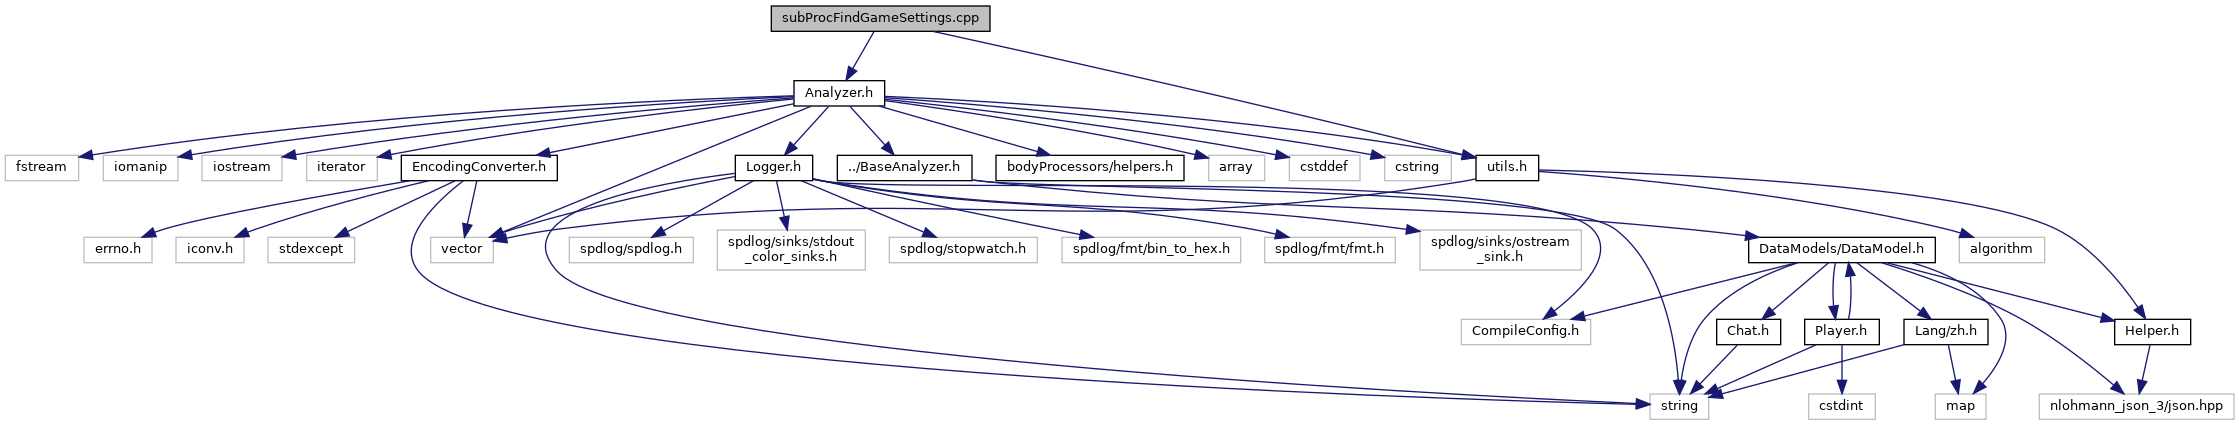 subProcFindGameSettings.cpp
Analyzer.h
fstream
iomanip
iostream
iterator
EncodingConverter.h
Logger.h
../BaseAnalyzer.h
bodyProcessors/helpers.h
array
cstddef
cstring
utils.h
errno.h
iconv.h
stdexcept
vector
spdlog/spdlog.h
spdlog/sinks/stdout
_color_sinks.h
spdlog/stopwatch.h
spdlog/fmt/bin_to_hex.h
spdlog/fmt/fmt.h
spdlog/sinks/ostream
_sink.h
DataModels/DataModel.h
algorithm
CompileConfig.h
Chat.h
Player.h
Lang/zh.h
Helper.h
string
cstdint
map
nlohmann_json_3/json.hpp